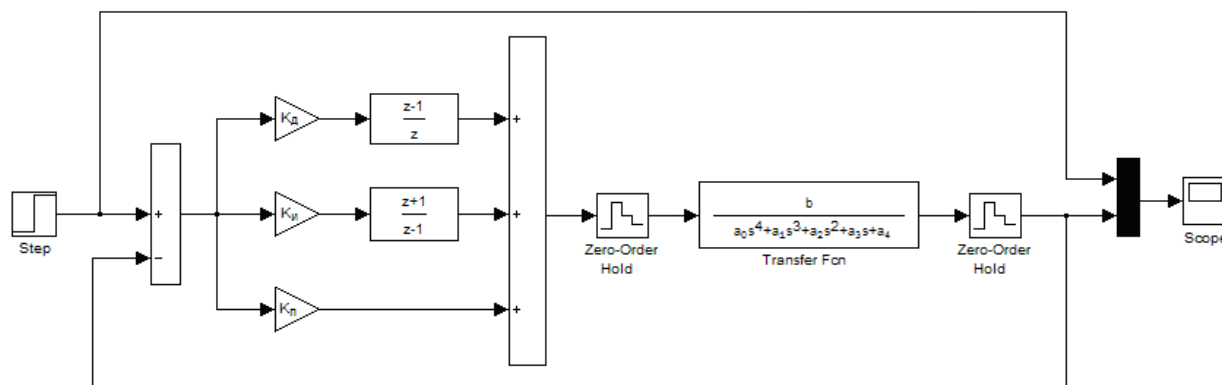 Step
+
−
Kд
z-1
z
Kи
z+1
z-1
Kп
+
+
+
Zero-Order
Hold
b
a₀s⁴+a₁s³+a₂s²+a₃s+a₄
Transfer Fcn
Zero-Order
Hold
Scope